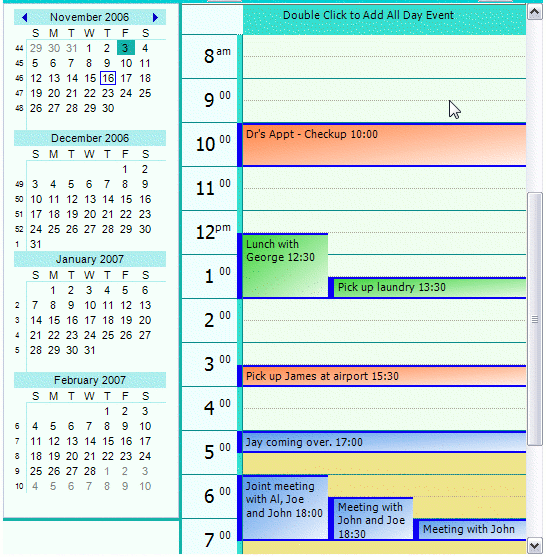 November 2006
S M T W T F S
44 29 30 31 1 2 3 4
45 5 6 7 8 9 10 11
46 12 13 14 15 16 17 18
47 19 20 21 22 23 24 25
48 26 27 28 29 30
December 2006
S M T W T F S
1 2
49 3 4 5 6 7 8 9
50 10 11 12 13 14 15 16
51 17 18 19 20 21 22 23
52 24 25 26 27 28 29 30
1 31
January 2007
S M T W T F S
1 2 3 4 5 6
2 7 8 9 10 11 12 13
3 14 15 16 17 18 19 20
4 21 22 23 24 25 26 27
5 28 29 30 31
February 2007
S M T W T F S
1 2 3
6 4 5 6 7 8 9 10
7 11 12 13 14 15 16 17
8 18 19 20 21 22 23 24
9 25 26 27 28 1 2 3
10 4 5 6 7 8 9 10
Double Click to Add All Day Event
8 am
9 00
10 00
Dr's Appt - Checkup 10:00
11 00
12 pm
Lunch with
George 12:30
1 00
Pick up laundry 13:30
2 00
3 00
Pick up James at airport 15:30
4 00
5 00
Jay coming over. 17:00
6 00
Joint meeting
with Al, Joe
and John 18:00
Meeting with
John and Joe
18:30
Meeting with John
7 00